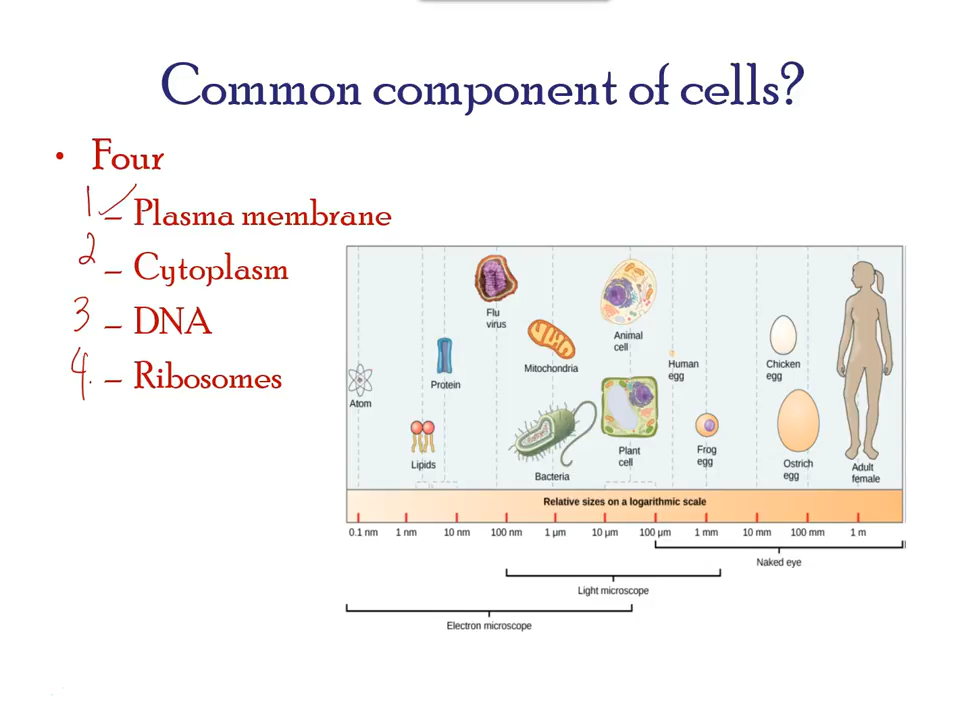 Common component of cells?
• Four
1 – Plasma membrane
2 – Cytoplasm
3 – DNA
4. – Ribosomes
Flu
virus
Animal
cell
Chicken
egg
Human
egg
Mitochondria
Protein
Atom
Lipids
Bacteria
Plant
cell
Frog
egg
Ostrich
egg
Adult
female
Relative sizes on a logarithmic scale
0.1 nm 1 nm 10 nm 100 nm 1 µm 10 µm 100 µm 1 mm 10 mm 100 mm 1 m
Naked eye
Light microscope
Electron microscope